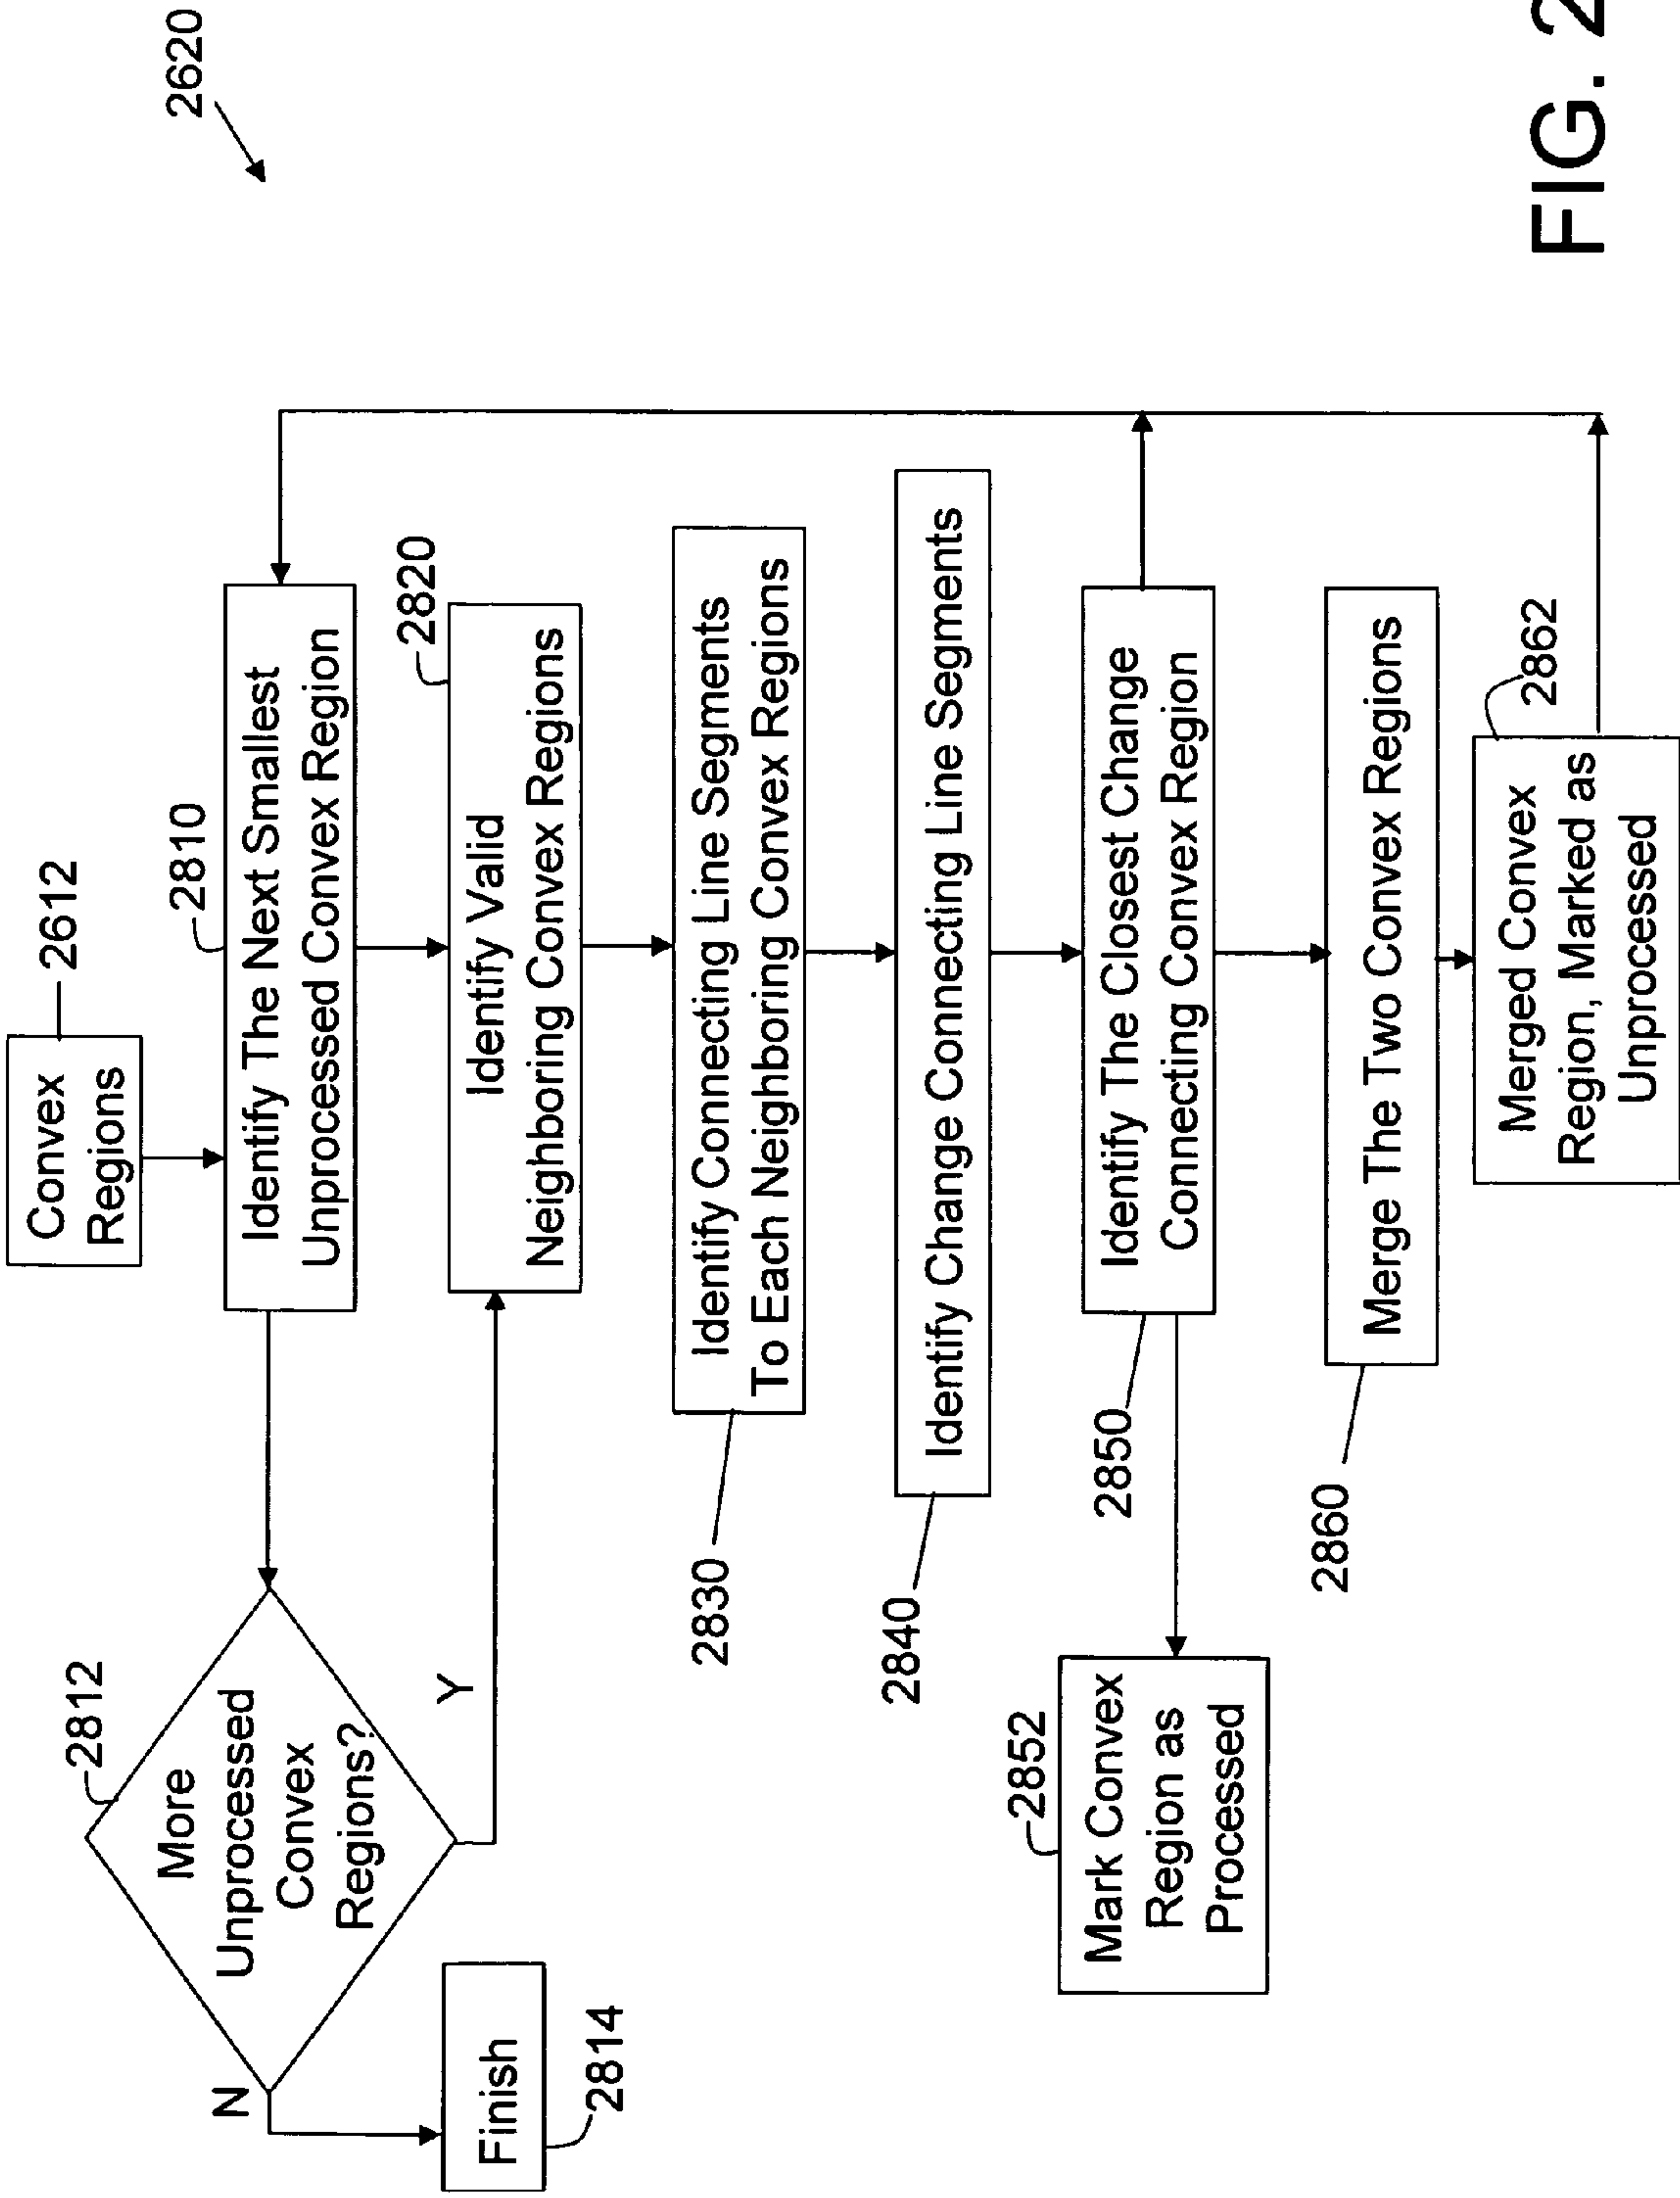 2620
Convex
Regions
2612
2810
Identify The Next Smallest
Unprocessed Convex Region
2812
More
Unprocessed
Convex
Regions?
N
Y
Finish
2814
2820
Identify Valid
Neighboring Convex Regions
2830
Identify Connecting Line Segments
To Each Neighboring Convex Regions
2840
Identify Change Connecting Line Segments
2850
Identify The Closest Change
Connecting Convex Region
2852
Mark Convex
Region as
Processed
2860
Merge The Two Convex Regions
2862
Merged Convex
Region, Marked as
Unprocessed
FIG. 2